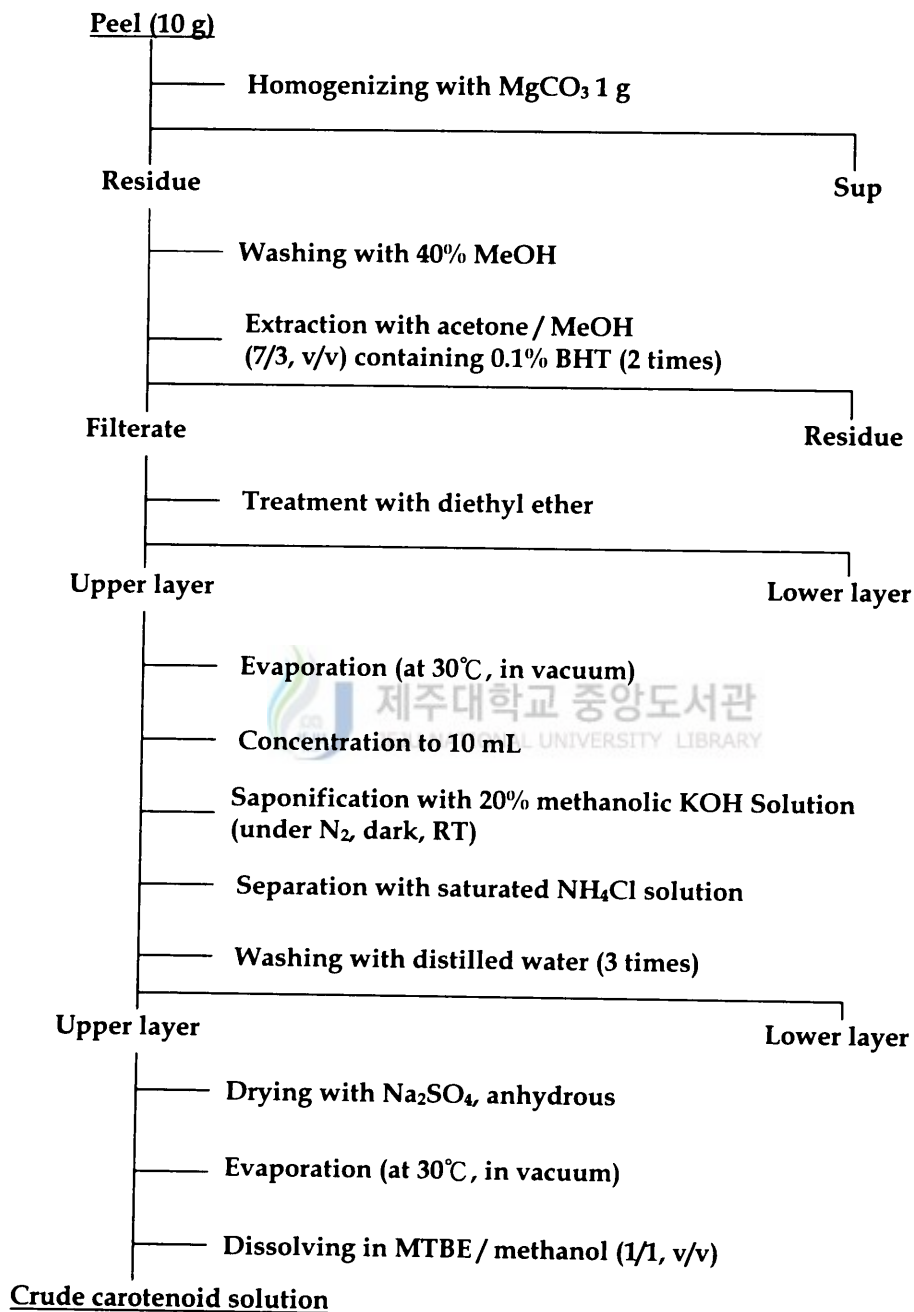 Peel (10 g)
Homogenizing with MgCO₃ 1 g
Residue
Sup
Washing with 40% MeOH
Extraction with acetone / MeOH
(7/3, v/v) containing 0.1% BHT (2 times)
Filterate
Residue
Treatment with diethyl ether
Upper layer
Lower layer
Evaporation (at 30℃, in vacuum)
제주대학교 중앙도서관
Concentration to 10 mL
NATIONAL UNIVERSITY LIBRARY
Saponification with 20% methanolic KOH Solution
(under N₂, dark, RT)
Separation with saturated NH₄Cl solution
Washing with distilled water (3 times)
Upper layer
Lower layer
Drying with Na₂SO₄, anhydrous
Evaporation (at 30℃, in vacuum)
Dissolving in MTBE / methanol (1/1, v/v)
Crude carotenoid solution